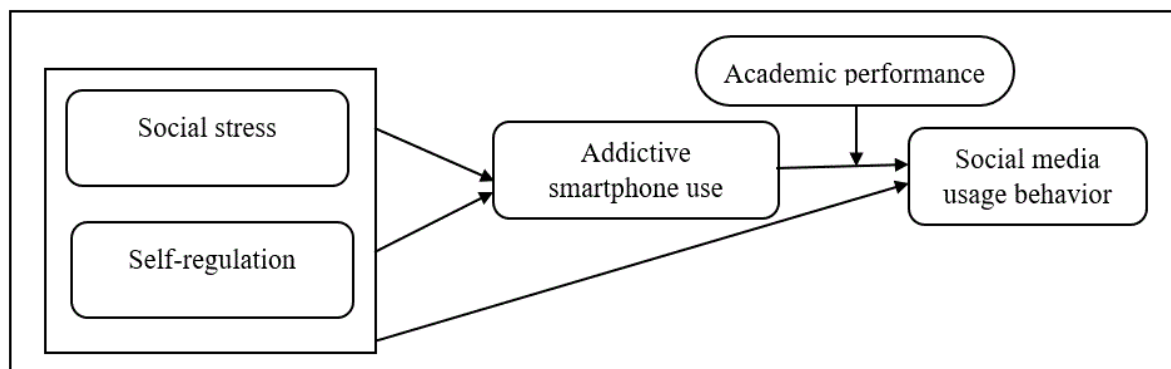 Academic performance
Social stress
Addictive
smartphone use
Social media
usage behavior
Self-regulation